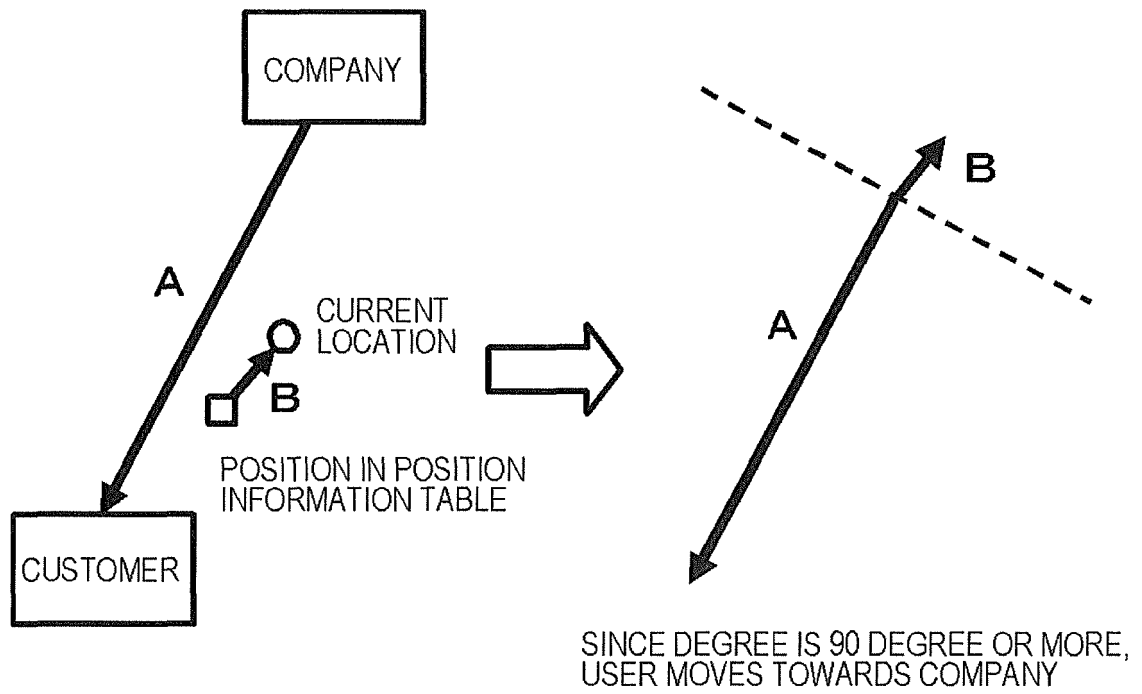 COMPANY
A
CURRENT
LOCATION
B
POSITION IN POSITION
INFORMATION TABLE
CUSTOMER
B
A
SINCE DEGREE IS 90 DEGREE OR MORE,
USER MOVES TOWARDS COMPANY